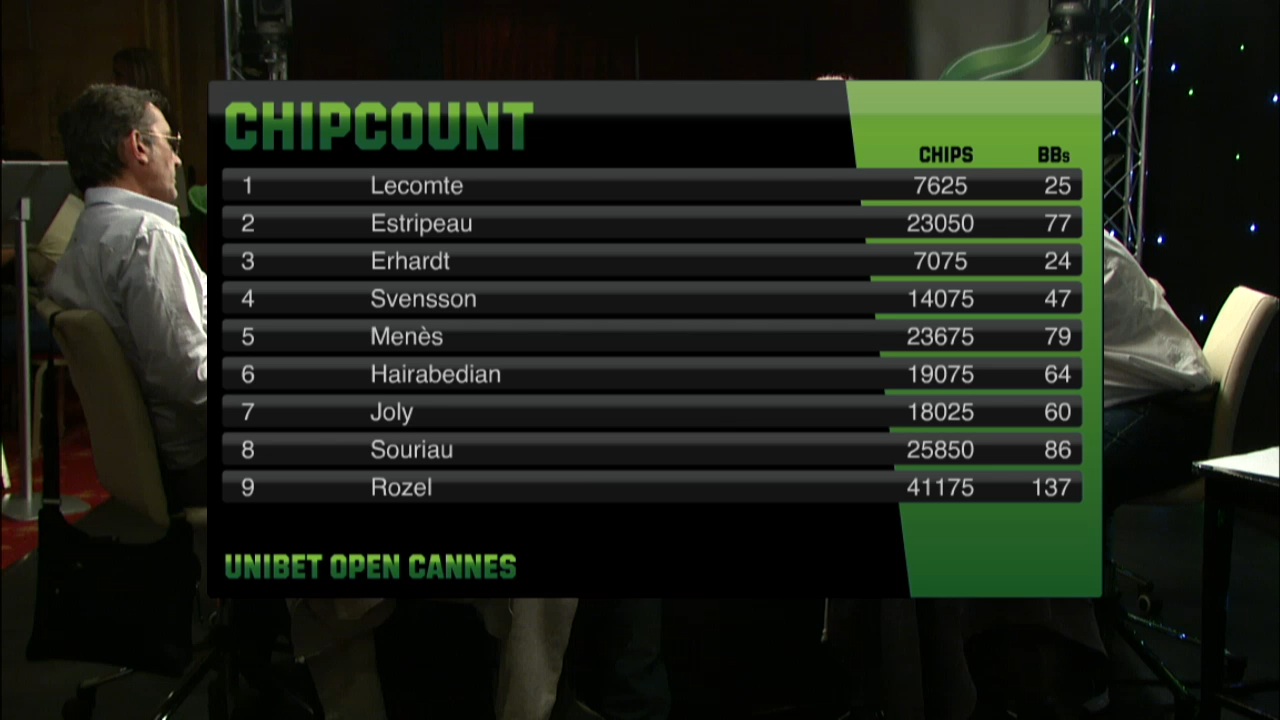 CHIPCOUNT
CHIPS BBs
1 Lecomte 7625 25
2 Estripeau 23050 77
3 Erhardt 7075 24
4 Svensson 14075 47
5 Menès 23675 79
6 Hairabedian 19075 64
7 Joly 18025 60
8 Souriau 25850 86
9 Rozel 41175 137
UNIBET OPEN CANNES